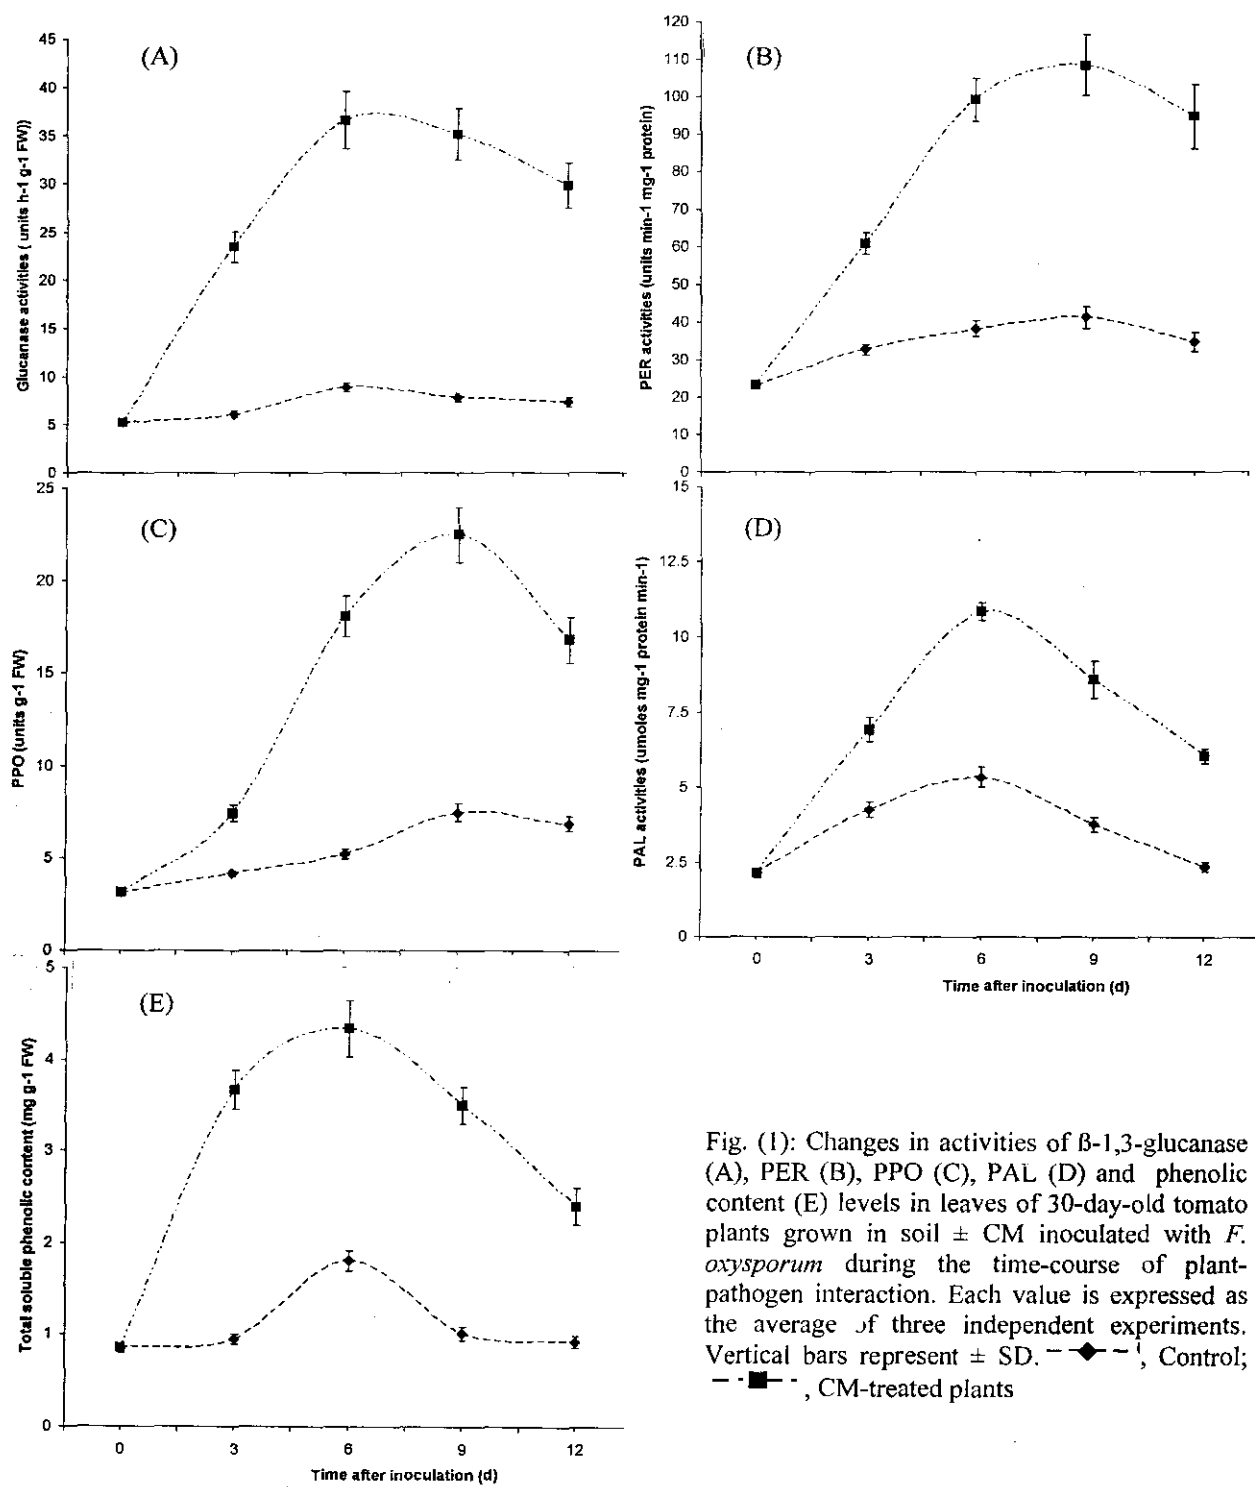 (A)
Glucanase activities ( units h-1 g-1 FW))
45
40
35
30
25
20
15
10
5
0
(B)
PER activities (units min-1 mg-1 protein)
120
110
100
90
80
70
60
50
40
30
20
10
0
(C)
PPO (units g-1 FW)
25
20
15
10
5
0
(D)
PAL activities (umoles mg-1 protein min-1)
15
12.5
10
7.5
5
2.5
0
0 3 6 9 12
Time after inoculation (d)
(E)
Total soluble phenolic content (mg g-1 FW)
5
4
3
2
1
0
0 3 6 9 12
Time after inoculation (d)
Fig. (1): Changes in activities of ß-1,3-glucanase
(A), PER (B), PPO (C), PAL (D) and phenolic
content (E) levels in leaves of 30-day-old tomato
plants grown in soil ± CM inoculated with F.
oxysporum during the time-course of plant-
pathogen interaction. Each value is expressed as
the average of three independent experiments.
Vertical bars represent ± SD. , Control;
, CM-treated plants